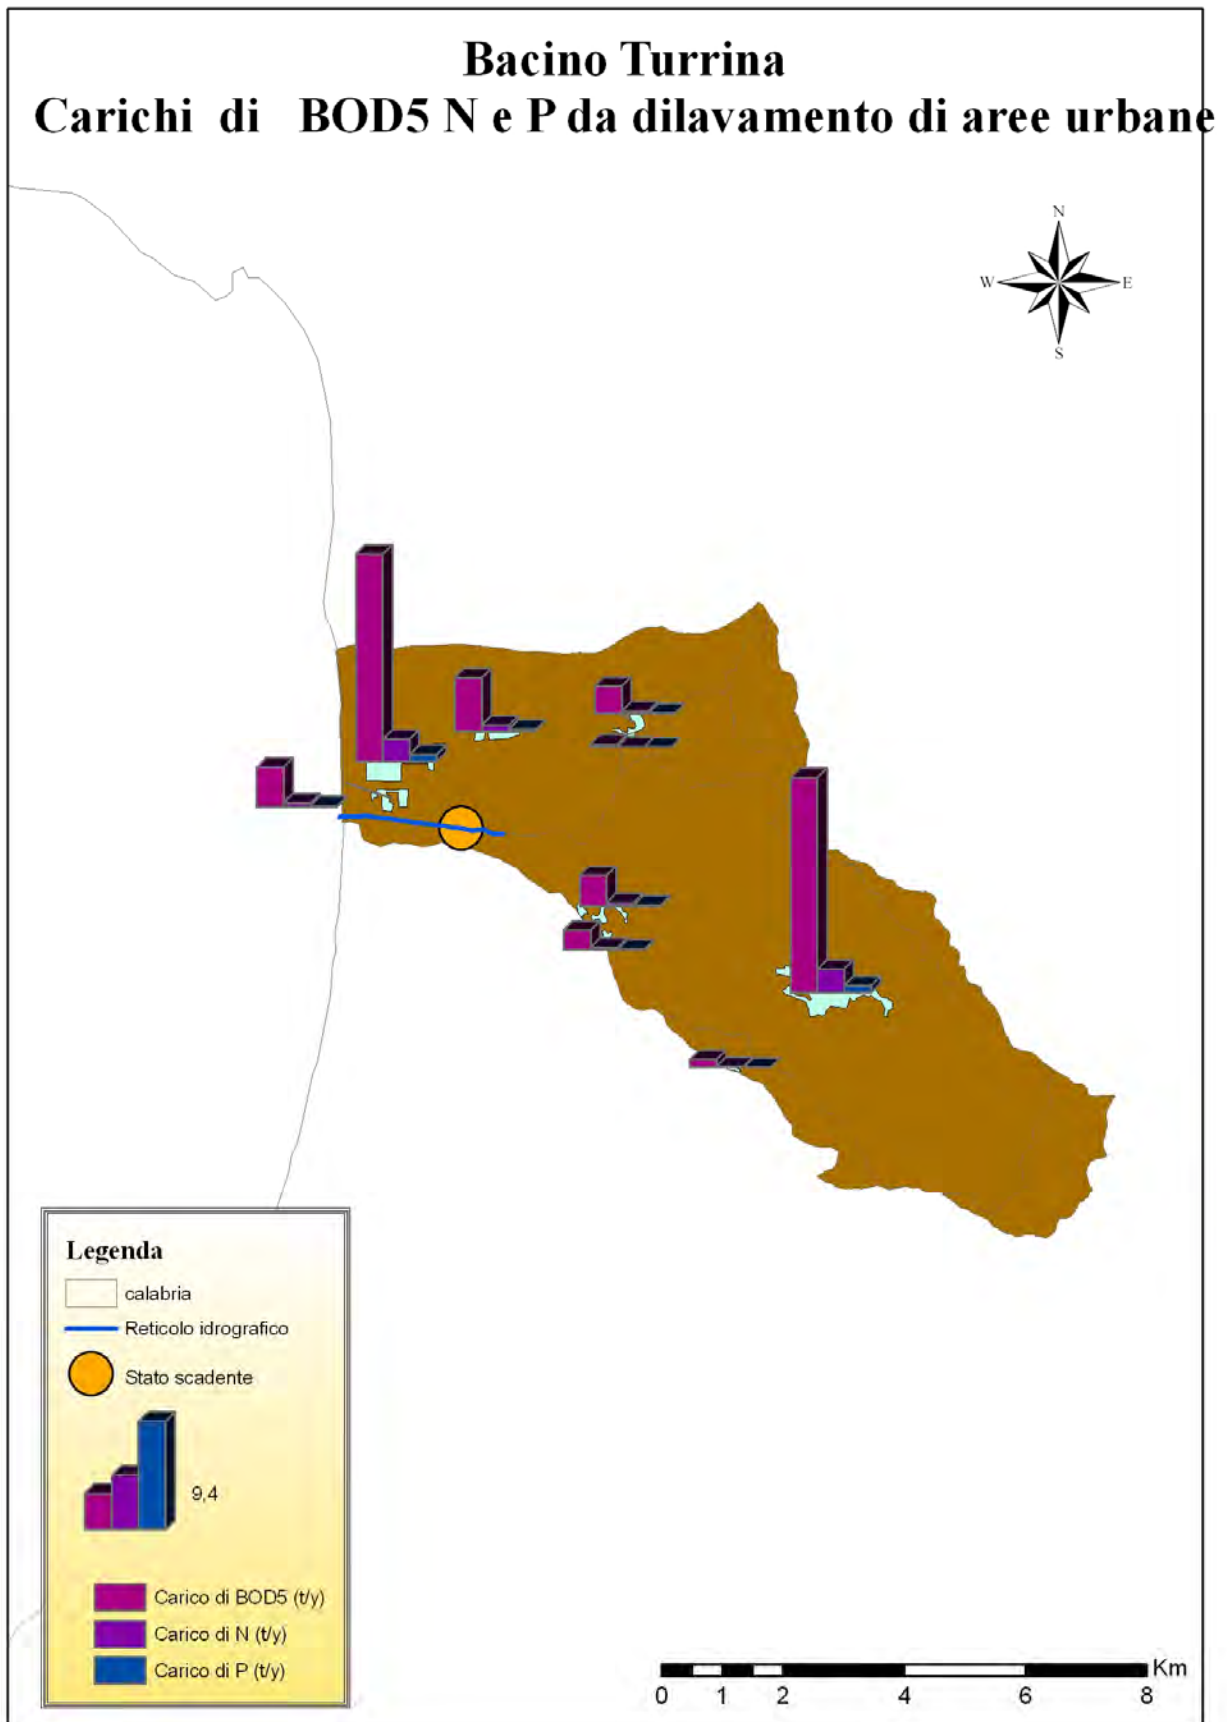 Bacino Turrina
Carichi di BOD5 N e P da dilavamento di aree urbane
N
W E
S
Legenda
calabria
Reticolo idrografico
Stato scadente
9,4
Carico di BOD5 (t/y)
Carico di N (t/y)
Carico di P (t/y)
Km
0 1 2 4 6 8